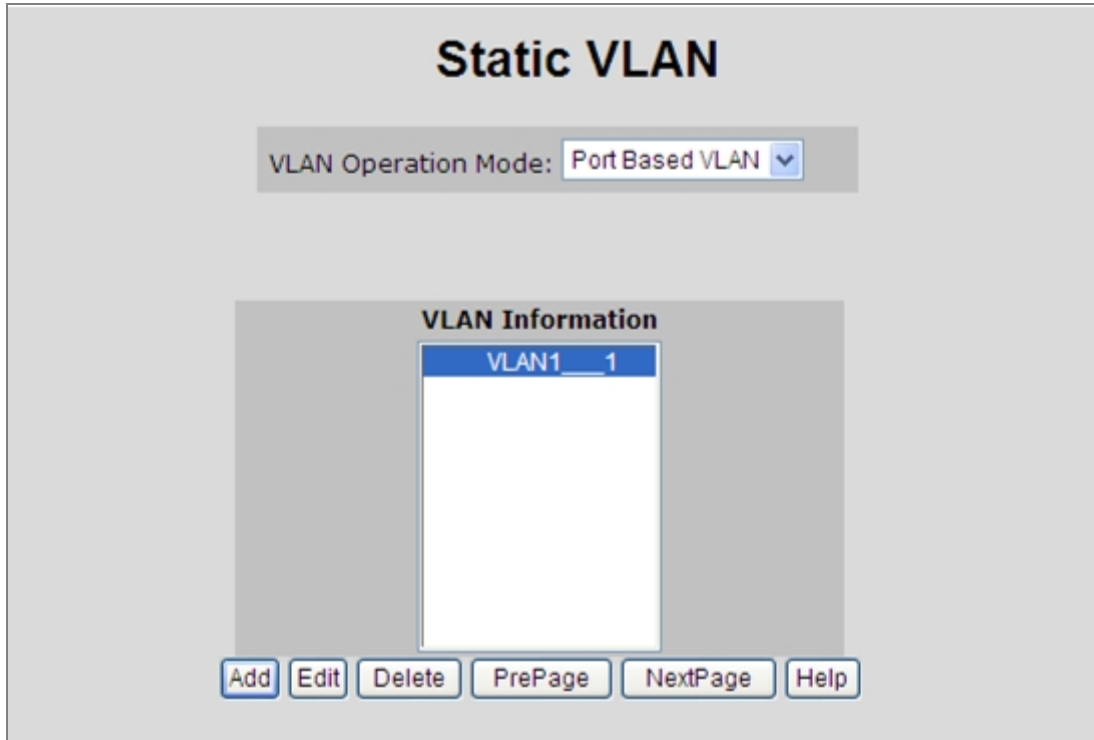 Static VLAN
VLAN Operation Mode: Port Based VLAN
VLAN Information
VLAN1___1
Add Edit Delete PrePage NextPage Help